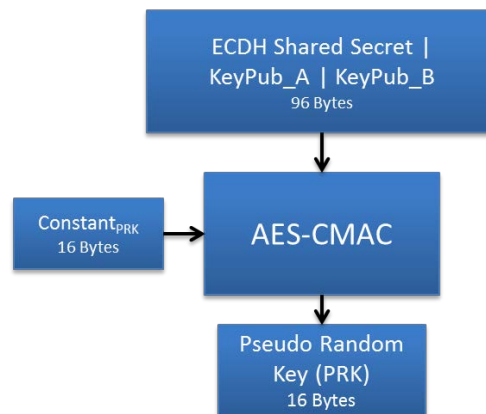 ECDH Shared Secret |
KeyPub_A | KeyPub_B
96 Bytes
ConstantPRK
16 Bytes
AES-CMAC
Pseudo Random
Key (PRK)
16 Bytes